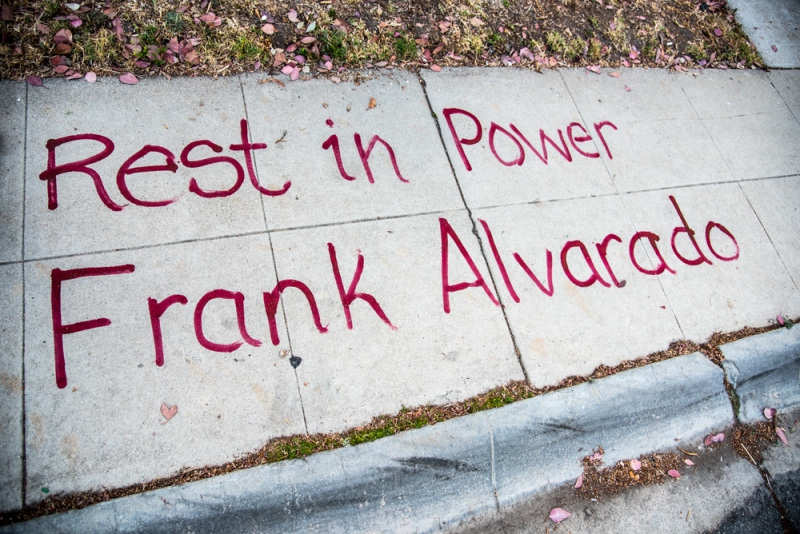 Rest in Power
Frank Alvarado